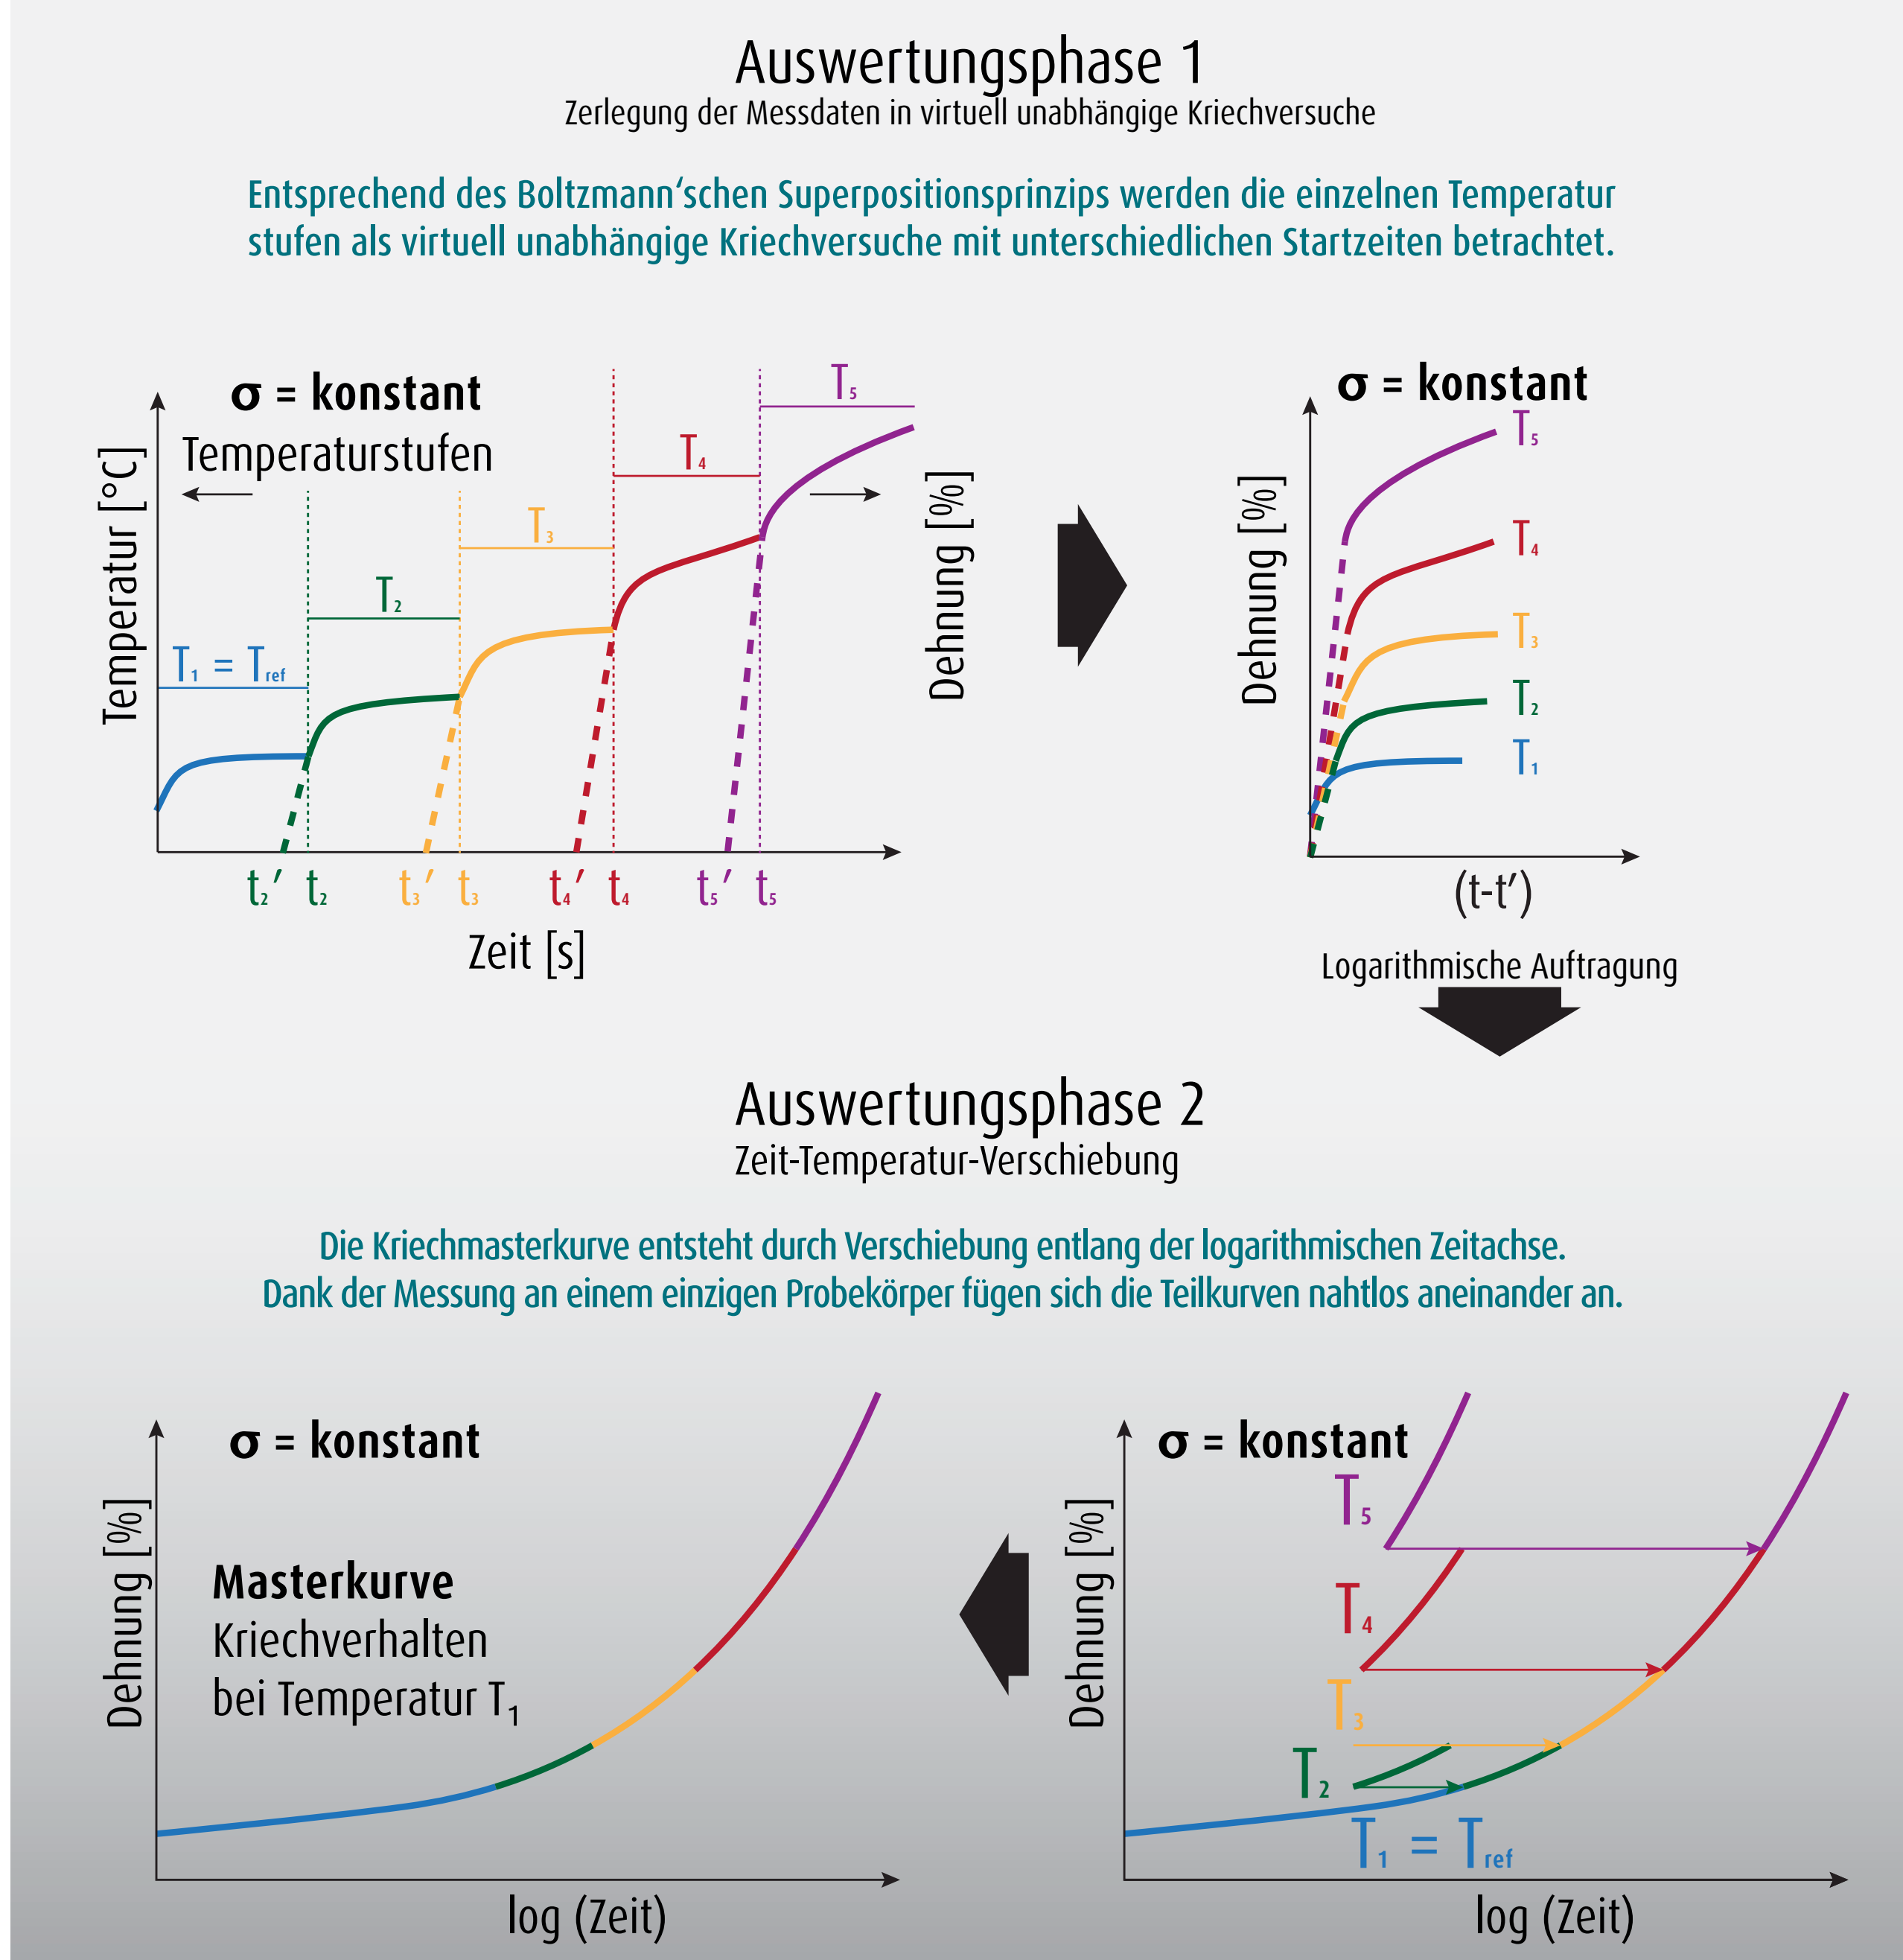 Auswertungsphase 1
Zerlegung der Messdaten in virtuell unabhängige Kriechversuche
Entsprechend des Boltzmann‘schen Superpositionsprinzips werden die einzelnen Temperatur
stufen als virtuell unabhängige Kriechversuche mit unterschiedlichen Startzeiten betrachtet.
σ = konstant
Temperaturstufen
Temperatur [°C]
T₁ = Tref
T₂
T₃
T₄
T₅
Dehnung [%]
t₂′ t₂ t₃′ t₃ t₄′ t₄ t₅′ t₅
Zeit [s]
σ = konstant
Dehnung [%]
T₅
T₄
T₃
T₂
T₁
(t-t′)
Logarithmische Auftragung
Auswertungsphase 2
Zeit-Temperatur-Verschiebung
Die Kriechmasterkurve entsteht durch Verschiebung entlang der logarithmischen Zeitachse.
Dank der Messung an einem einzigen Probekörper fügen sich die Teilkurven nahtlos aneinander an.
σ = konstant
Dehnung [%]
Masterkurve
Kriechverhalten
bei Temperatur T₁
log (Zeit)
σ = konstant
Dehnung [%]
T₅
T₄
T₃
T₂
T₁ = Tref
log (Zeit)